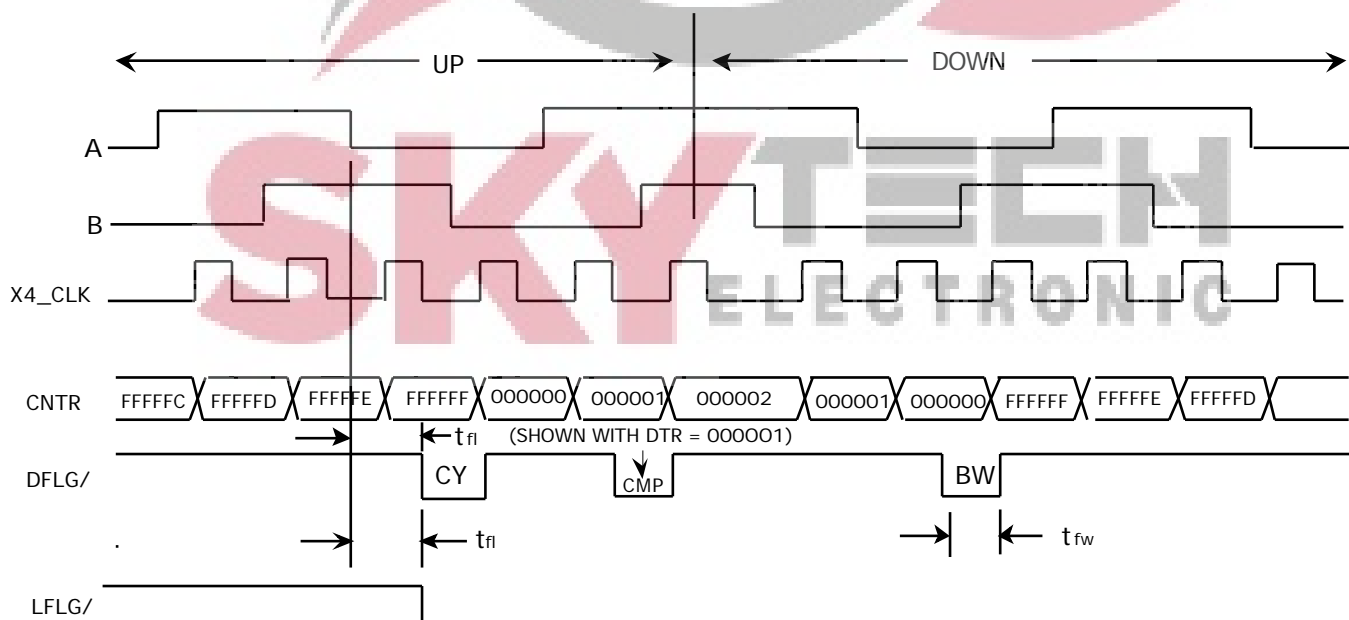 UP DOWN
A
SKYTECH
B
ELECTRONIC
X4_CLK
CNTR FFFFFC FFFFFD FFFFFE FFFFFF 000000 000001 000002 000001 000000 FFFFFF FFFFFE FFFFFD
tfl (SHOWN WITH DTR = 000001)
DFLG/ CY CMP BW
. tfl tfw
LFLG/